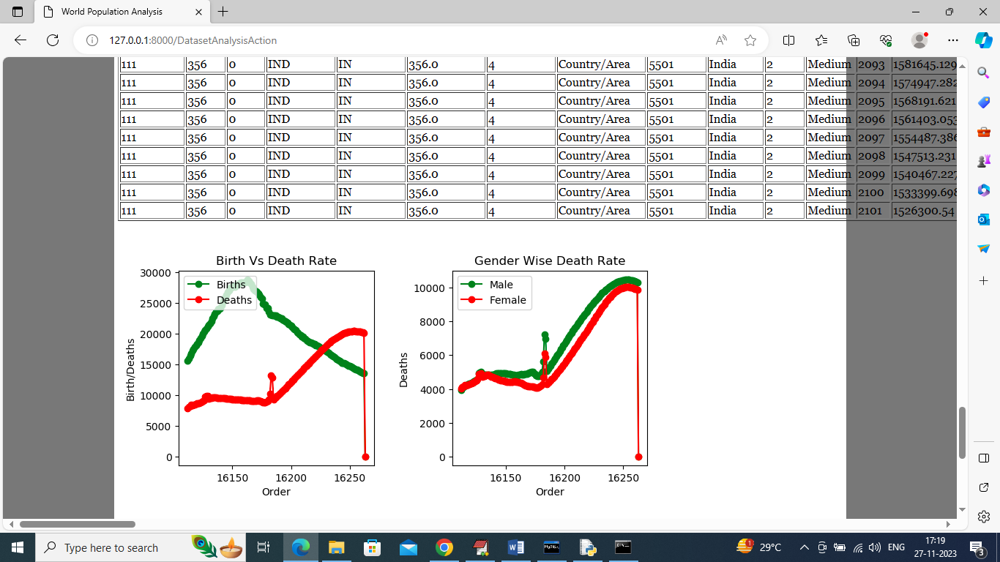 World Population Analysis
127.0.0.1:8000/DatasetAnalysisAction
111 356 0 IND IN 356.0 4 Country/Area 5501 India 2 Medium 2093 1581645.129
111 356 0 IND IN 356.0 4 Country/Area 5501 India 2 Medium 2094 1574947.282
111 356 0 IND IN 356.0 4 Country/Area 5501 India 2 Medium 2095 1568191.621
111 356 0 IND IN 356.0 4 Country/Area 5501 India 2 Medium 2096 1561403.053
111 356 0 IND IN 356.0 4 Country/Area 5501 India 2 Medium 2097 1554487.386
111 356 0 IND IN 356.0 4 Country/Area 5501 India 2 Medium 2098 1547513.231
111 356 0 IND IN 356.0 4 Country/Area 5501 India 2 Medium 2099 1540467.227
111 356 0 IND IN 356.0 4 Country/Area 5501 India 2 Medium 2100 1533399.698
111 356 0 IND IN 356.0 4 Country/Area 5501 India 2 Medium 2101 1526300.54
Birth Vs Death Rate
Births
Deaths
30000
25000
20000
15000
10000
5000
0
Birth/Deaths
16150 16200 16250
Order
Gender Wise Death Rate
Male
Female
10000
8000
6000
4000
2000
0
Deaths
16150 16200 16250
Order
Type here to search
1
29°C
ENG
17:19
27-11-2023
3